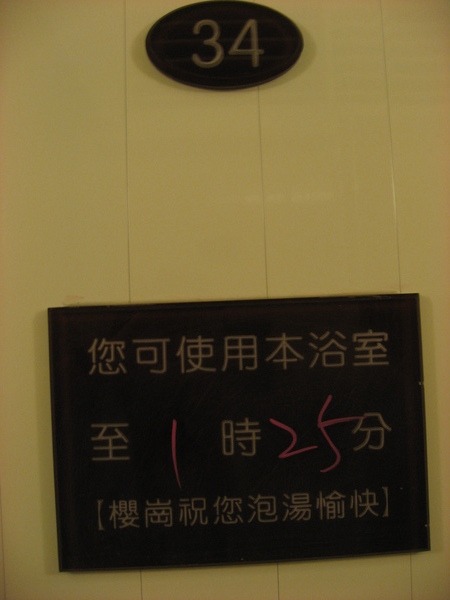 34
您可使用本浴室
至 1 時 25 分
【櫻崗祝您泡湯愉快】